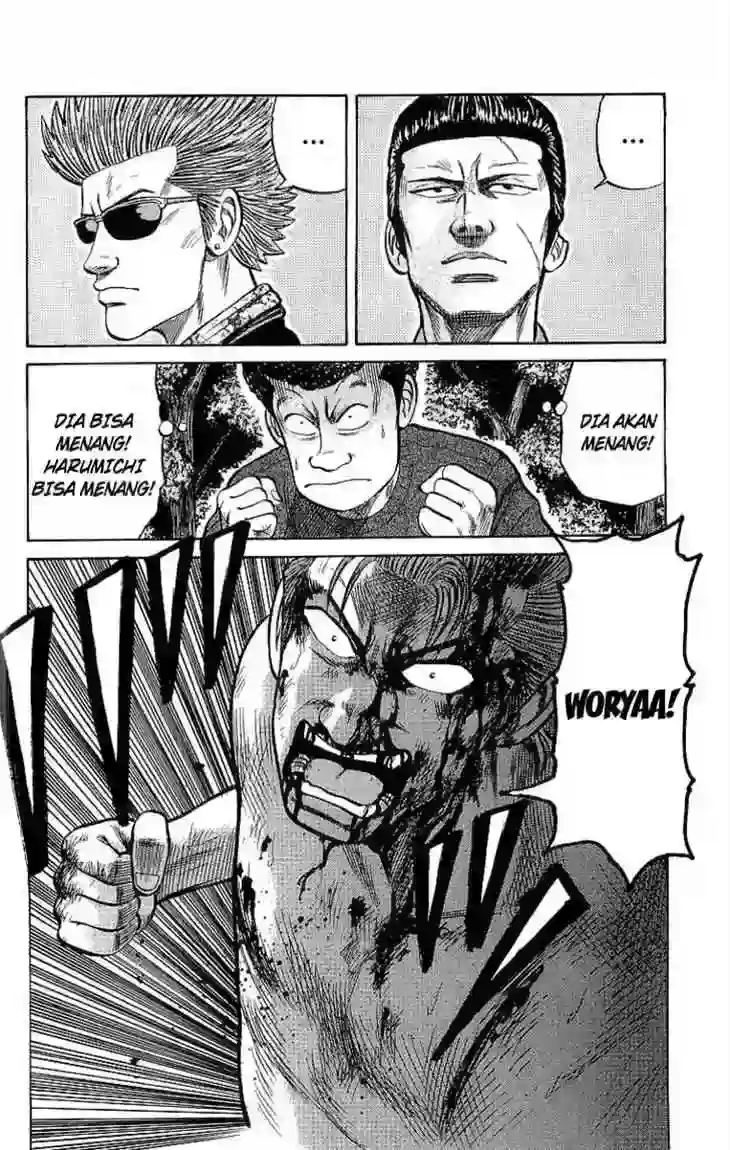 ...
...
DIA AKAN
MENANG!
DIA BISA
MENANG!
HARUMICHI
BISA MENANG!
WORYAA!